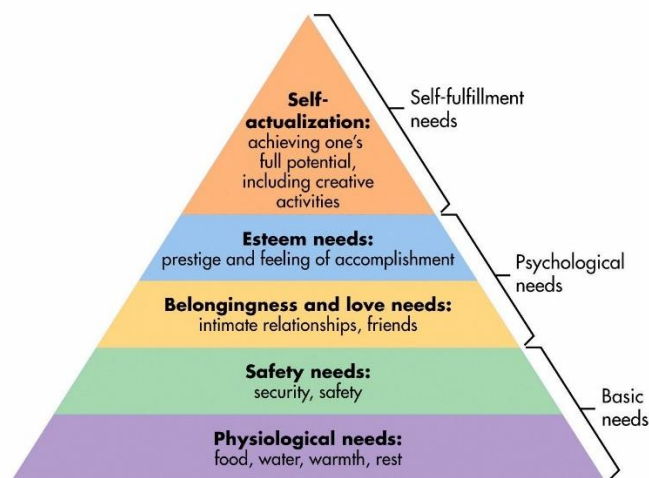 Self-
actualization:
achieving one's
full potential,
including creative
activities
Self-fulfillment
needs
Esteem needs:
prestige and feeling of accomplishment
Psychological
needs
Belongingness and love needs:
intimate relationships, friends
Safety needs:
security, safety
Basic
needs
Physiological needs:
food, water, warmth, rest